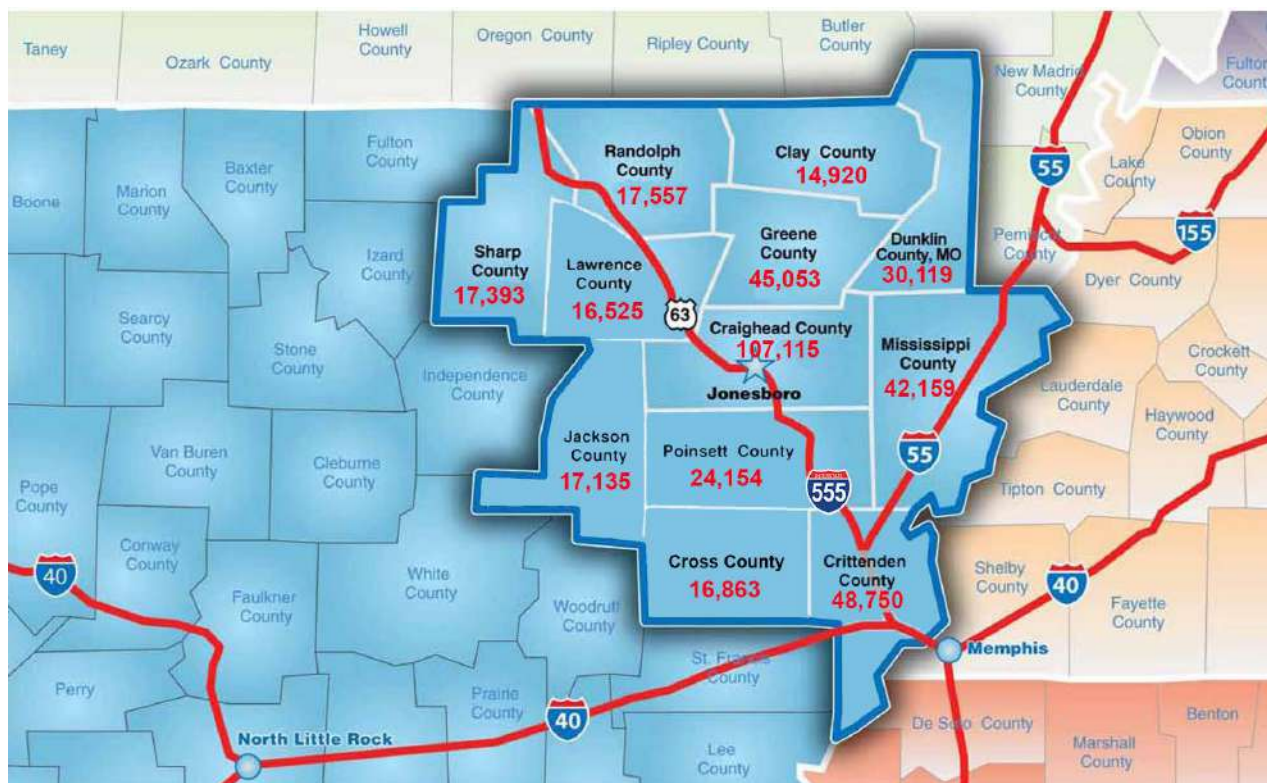 Taney
Ozark County
Howell
County
Oregon County
Ripley County
Butler
County
New Madrid
County
Fulton
County
Obion
County
Lake
County
55
155
Boone
Marion
County
Baxter
County
Fulton
County
Izard
County
Randolph
County
17,557
Clay County
14,920
Sharp
County
17,393
Lawrence
County
16,525
Greene
County
45,053
Dunklin
County, MO
30,119
Pemiscot
County
Dyer County
63
Searcy
County
Stone
County
Independence
County
Craighead County
107,115
Jonesboro
Mississippi
County
42,159
Lauderdale
County
Crockett
County
Haywood
County
Van Buren
County
Cleburne
County
Jackson
County
17,135
Poinsett County
24,154
555
55
Tipton County
Pope
County
Conway
County
40
Faulkner
County
White
County
Woodruff
County
Cross County
16,863
Crittenden
County
48,750
Shelby
County
40
Fayette
County
Memphis
Perry
Prairie
County
St. Francis
County
40
North Little Rock
Lee
County
De Soto County
Marshall
County
Benton